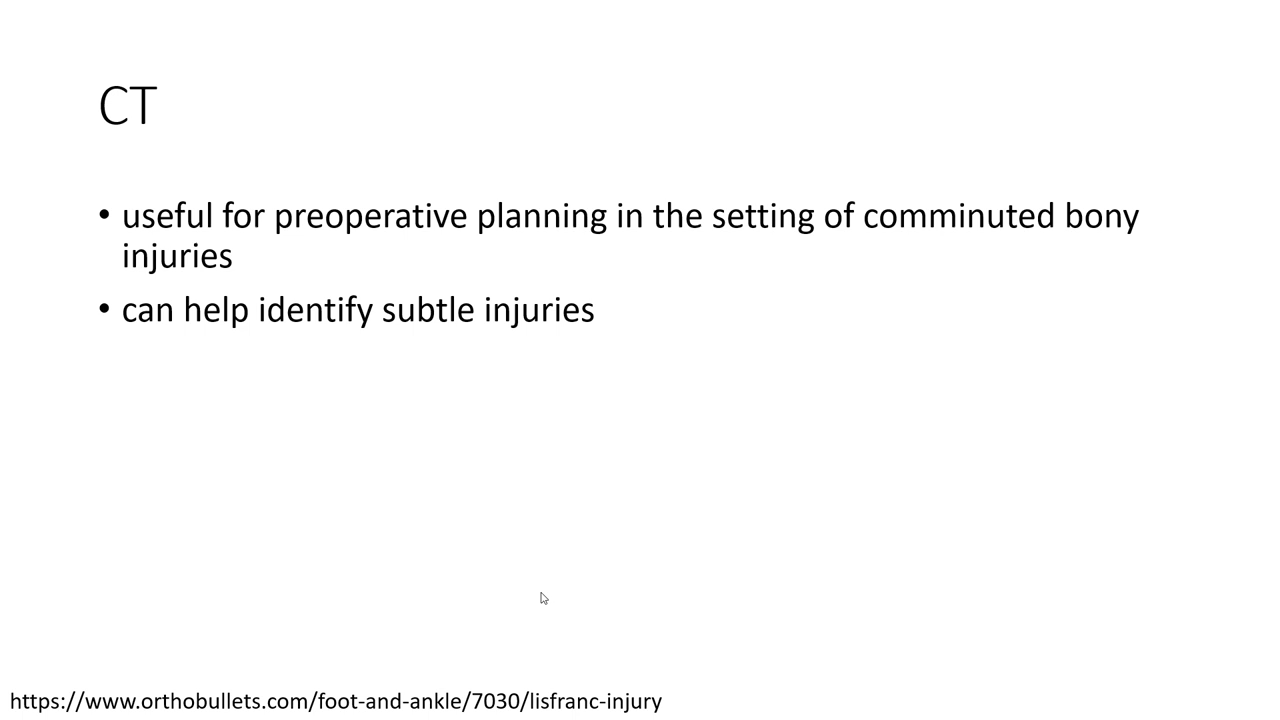 CT
• useful for preoperative planning in the setting of comminuted bony
injuries
• can help identify subtle injuries
https://www.orthobullets.com/foot-and-ankle/7030/lisfranc-injury